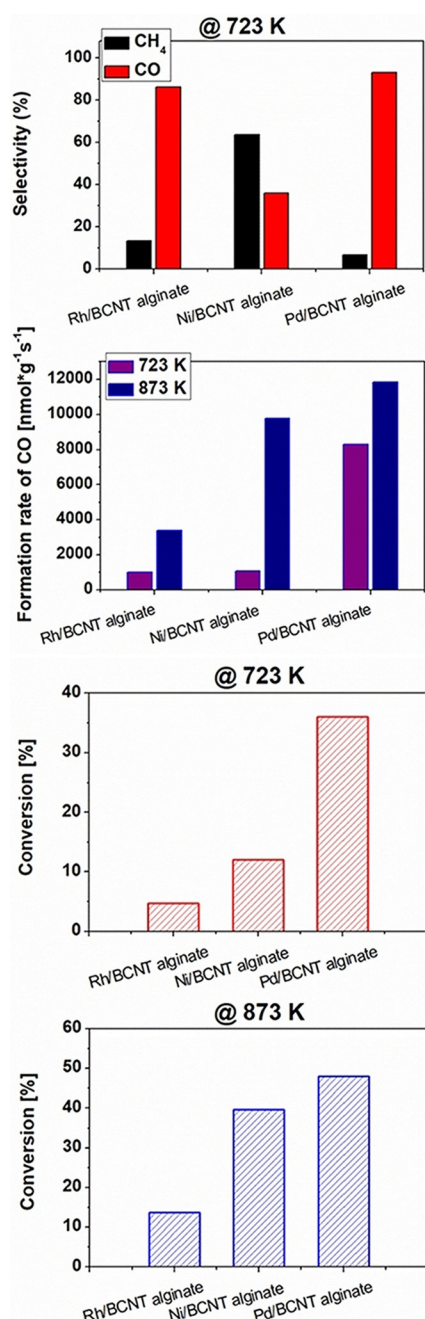 @ 723 K
CH4
CO
Selectivity (%)
100
80
60
40
20
0
Rh/BCNT alginate
Ni/BCNT alginate
Pd/BCNT alginate
723 K
873 K
Formation rate of CO [nmol*g-1s-1]
12000
10000
8000
6000
4000
2000
0
Rh/BCNT alginate
Ni/BCNT alginate
Pd/BCNT alginate
@ 723 K
Conversion [%]
40
30
20
10
0
Rh/BCNT alginate
Ni/BCNT alginate
Pd/BCNT alginate
@ 873 K
Conversion [%]
60
50
40
30
20
10
0
Rh/BCNT alginate
Ni/BCNT alginate
Pd/BCNT alginate